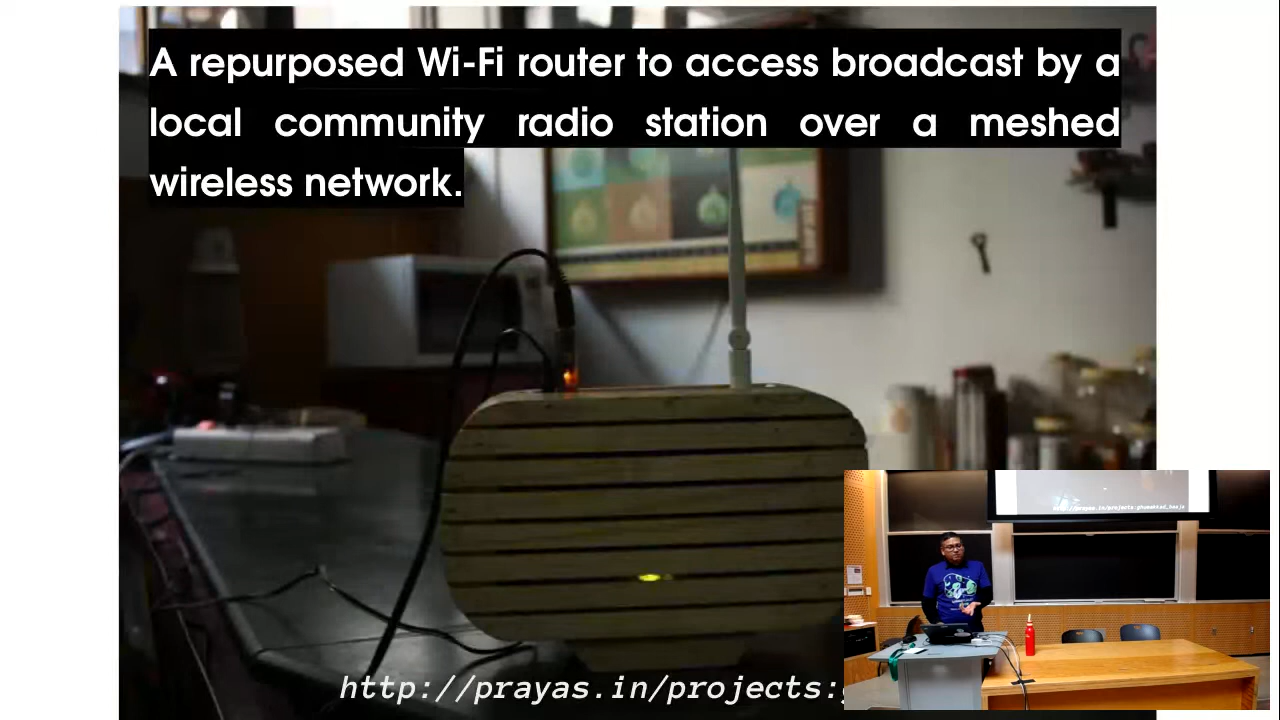 A repurposed Wi-Fi router to access broadcast by a
local community radio station over a meshed
wireless network.
http://prayas.in/projects: